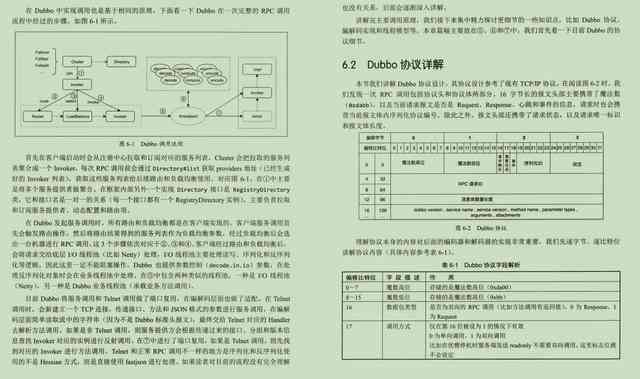 在 Dubbo 中实现调用也是基于相同的原理，下面看一下 Dubbo 在一次完整的 RPC 调用
流程中经过的步骤，如图 6-1 所示。
Failover
Failfast
Failsafe
Cluster
Directory
Invoker
Router
LoadBalance
Invoker
图 6-1 Dubbo 调用流程
首先在客户端启动时会从注册中心拉取和订阅对应的服务列表，Cluster 会把拉取的服务列
表聚合成一个 Invoker，每次 RPC 调用前会通过 Directory#list 获取 providers 地址（已经生成
好的 Invoker 列表），获取这些服务列表给后续路由和负载均衡使用。对应图 6-1，在①中主要
是将多个服务提供者做聚合。在框架内部另外一个实现 Directory 接口是 RegistryDirectory
类，它和接口名是一对一的关系（每一个接口都有一个 RegistryDirectory 实例），主要负责拉取
和订阅服务提供者、动态配置和路由项。
在 Dubbo 发起服务调用时，所有路由和负载均衡都是在客户端实现的。客户端服务调用首
先会触发路由操作，然后将路由结果得到的服务列表作为负载均衡参数，经过负载均衡后会选
出一台机器进行 RPC 调用，这 3 个步骤依次对应于②、③和④。客户端经过路由和负载均衡后，
会将请求交给底层 I/O 线程池（比如 Netty）处理，I/O 线程池主要处理读写、序列化和反序列
化等逻辑，因此这里一定不能阻塞操作，Dubbo 也提供参数控制（decode.in.io）参数，在处
理反序列化对象时会在业务线程池中处理。在⑤中包含两种类似的线程池，一种是 I/O 线程池
（Netty），另一种是 Dubbo 业务线程池（承载业务方法调用）。
目前 Dubbo 将服务调用和 Telnet 调用做了端口复用，在编解码层面也做了适配。在 Telnet
调用时，会新建立一个 TCP 连接，传递接口、方法和 JSON 格式的参数进行服务调用，在编解
码层面简单读取流中的字符串（因为不是 Dubbo 标准头报文），最终交给 Telnet 对应的 Handler
去解析方法调用。如果是非 Telnet 调用，则服务提供方会根据传递过来的接口、分组和版本信
息查找 Invoker 对应的实例进行反射调用。在⑦中进行了端口复用，如果是 Telnet 调用，则先找
到对应的 Invoker 进行方法调用。Telnet 和正常 RPC 调用不一样的地方是序列化和反序列化使
用的不是 Hessian 方式，而是直接使用 fastjson 进行处理。如果读者对目前的流程没有完全理解
也没有关系，后面会逐渐深入讲解。
讲解完主要调用原理，我们接下来集中精力探讨更细节的一些知识点，比如 Dubbo 协议、
编解码实现和线程模型等，本章篇幅主要放在⑤、⑥和⑦中，我们首先看一下目前 Dubbo 的协
议细节。
6.2 Dubbo 协议详解
本节我们讲解 Dubbo 协议设计，其协议设计参考了现有 TCP/IP 协议。在阅读图 6-2 时，我
们发现一次 RPC 调用包括协议头和协议体两部分。16 字节长的报文头部主要携带了魔法数
（0xdabb），以及当前请求报文是否是 Request、Response、心跳和事件的信息，请求时也会携
带当前报文体内序列化协议编号。除此之外，报文头部还携带了请求状态，以及请求唯一标识
和报文体长度。
偏移字节 0 1 2 3
偏移比特位
魔法数高位 魔法数低位 序列化ID 状态
4 32
RPC 请求ID
8 64
12 96 消息体数据长度
16 128 dubbo version , service name , service version , method name , parameter types , arguments , attachments
图 6-2 Dubbo 协议
理解协议本身的内容对后面的编码器和解码器的实现非常重要，我们先逐字节、逐比特位
讲解协议内容（具体内容参考表 6-1）。
表 6-1 Dubbo 协议字段解析
偏移比特位 字 段 描 述 作 用
0～7 魔数高位 存储的是魔法数高位（0xda00）
8～15 魔数低位 存储的是魔法数高位（0xbb）
16 数据包类型 是否为双向的 RPC 调用（比如方法调用有返回值），0 为 Response，1
为 Request
17 调用方式 仅在第 16 位被设为 1 的情况下有效
0 为单向调用，1 为双向调用
比如在优雅停机时服务端发送 readonly 不需要双向调用，这里标志位就
不会设定